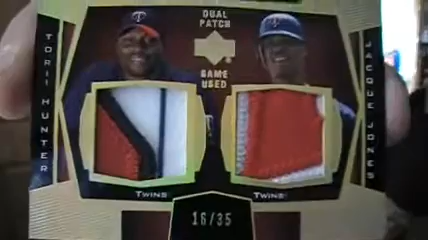 DUAL
PATCH
GAME
USED
TORII HUNTER
JACQUE JONES
TWINS
TWINS
16/35